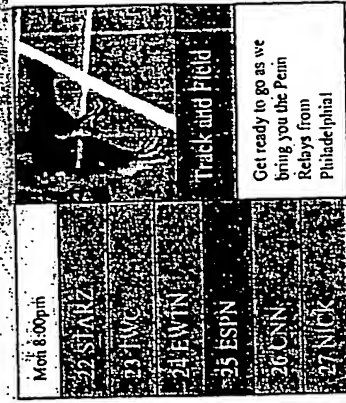 Mon 8:00pm
22 STARZ
23 TWC
24 EWTN
25 ESPN
26 CNN
27 NICK
Track and Field
Get ready to go as we
bring you the Penn
Relays from
Philadelphia!